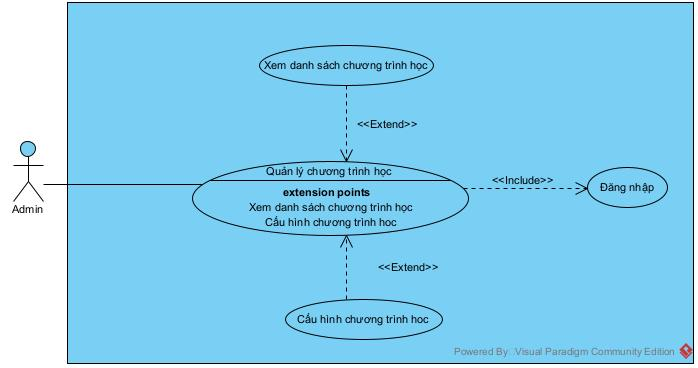 Xem danh sách chương trình học
<<Extend>>
Quản lý chương trình học
extension points
Xem danh sách chương trình học
Cấu hình chương trình hoc
<<Include>>
Đăng nhập
Admin
<<Extend>>
Cấu hình chương trình học
Powered By: Visual Paradigm Community Edition